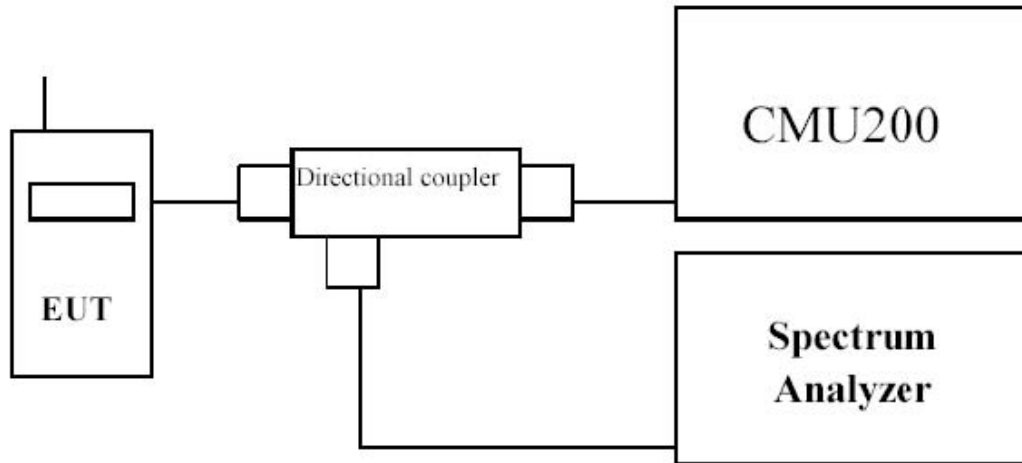 CMU200
Directional coupler
EUT
Spectrum
Analyzer